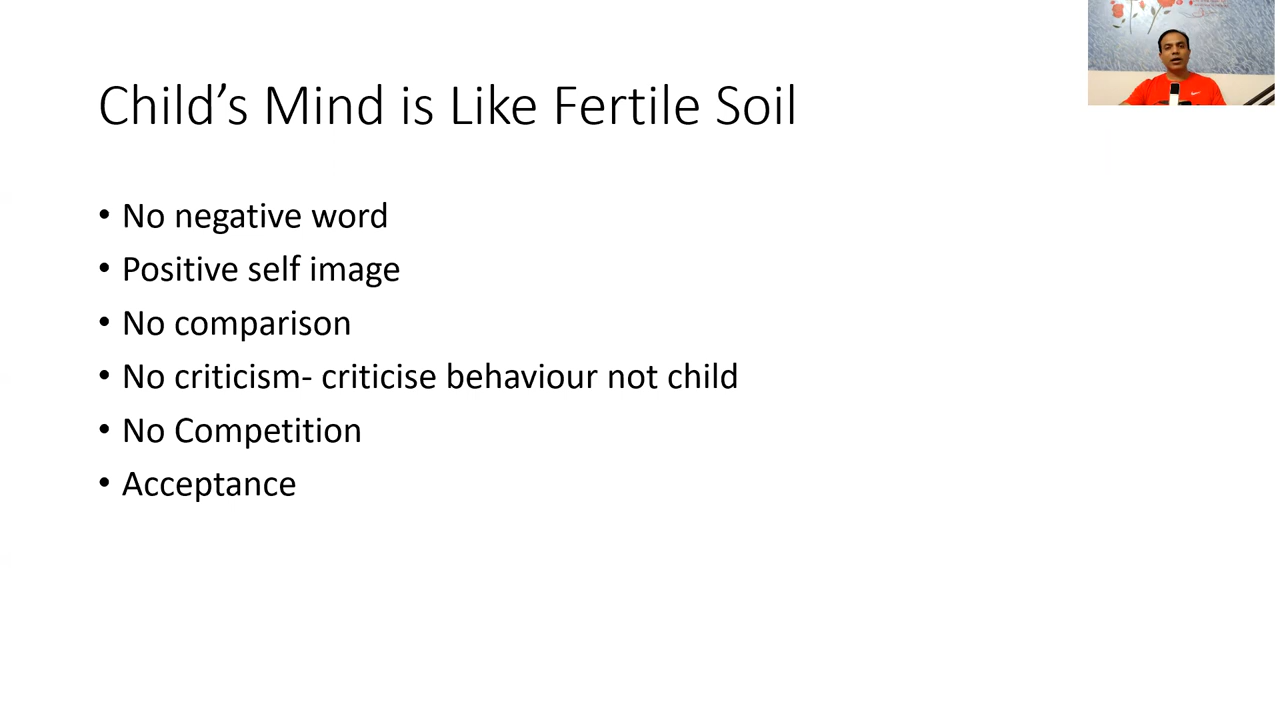 Child’s Mind is Like Fertile Soil
• No negative word
• Positive self image
• No comparison
• No criticism- criticise behaviour not child
• No Competition
• Acceptance